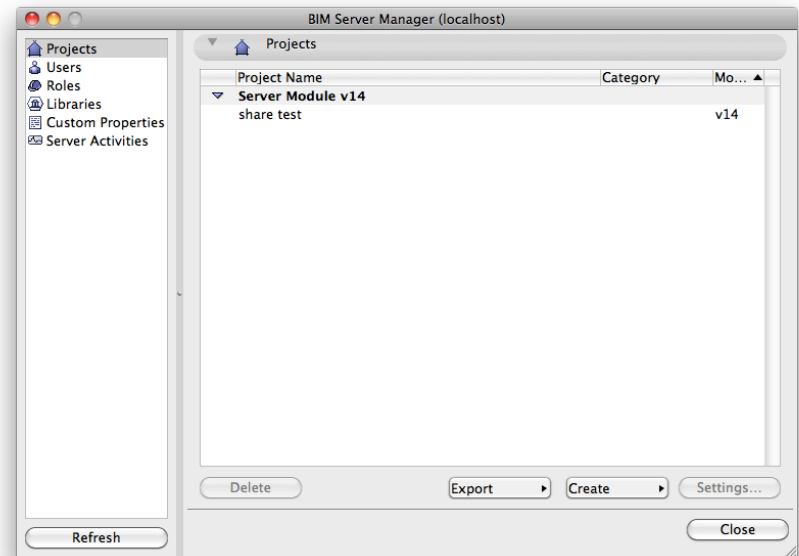 BIM Server Manager (localhost)
Projects
Users
Roles
Libraries
Custom Properties
Server Activities
Refresh
Projects
Project Name Category Mo...
Server Module v14
share test v14
Delete Export Create Settings...
Close